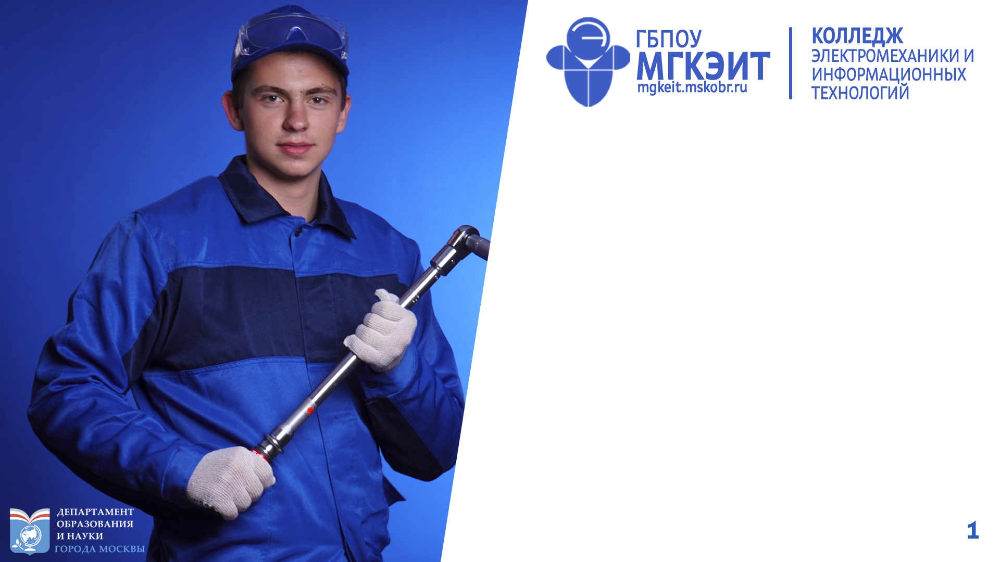 ГБПОУ
МГКЭИТ
mgkeit.mskobr.ru
КОЛЛЕДЖ
ЭЛЕКТРОМЕХАНИКИ И
ИНФОРМАЦИОННЫХ
ТЕХНОЛОГИЙ
ДЕПАРТАМЕНТ
ОБРАЗОВАНИЯ
И НАУКИ
ГОРОДА МОСКВЫ
1